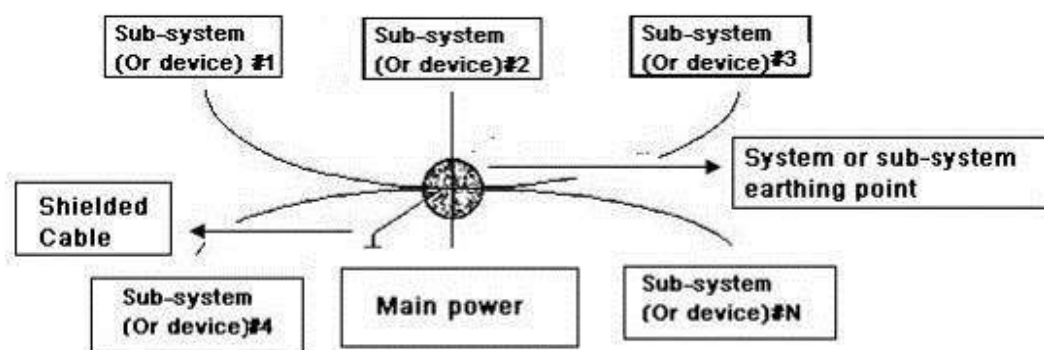 Sub-system
(Or device) #1
Sub-system
(Or device)#2
Sub-system
(Or device)#3
System or sub-system
earthing point
Shielded
Cable
Sub-system
(Or device)#4
Main power
Sub-system
(Or device)#N